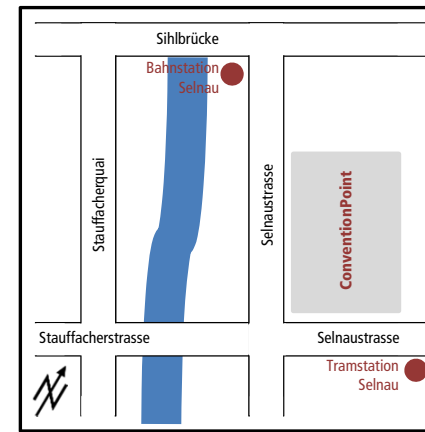 Sihlbrücke
Bahnstation
Selnau
Stauffacherquai
Selnaustrasse
ConventionPoint
Stauffacherstrasse
Selnaustrasse
Tramstation
Selnau
N